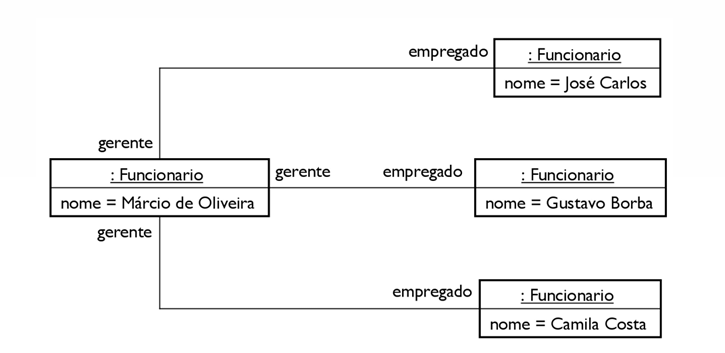 empregado
: Funcionario
nome = José Carlos
gerente
: Funcionario
nome = Márcio de Oliveira
gerente
empregado
: Funcionario
nome = Gustavo Borba
gerente
empregado
: Funcionario
nome = Camila Costa